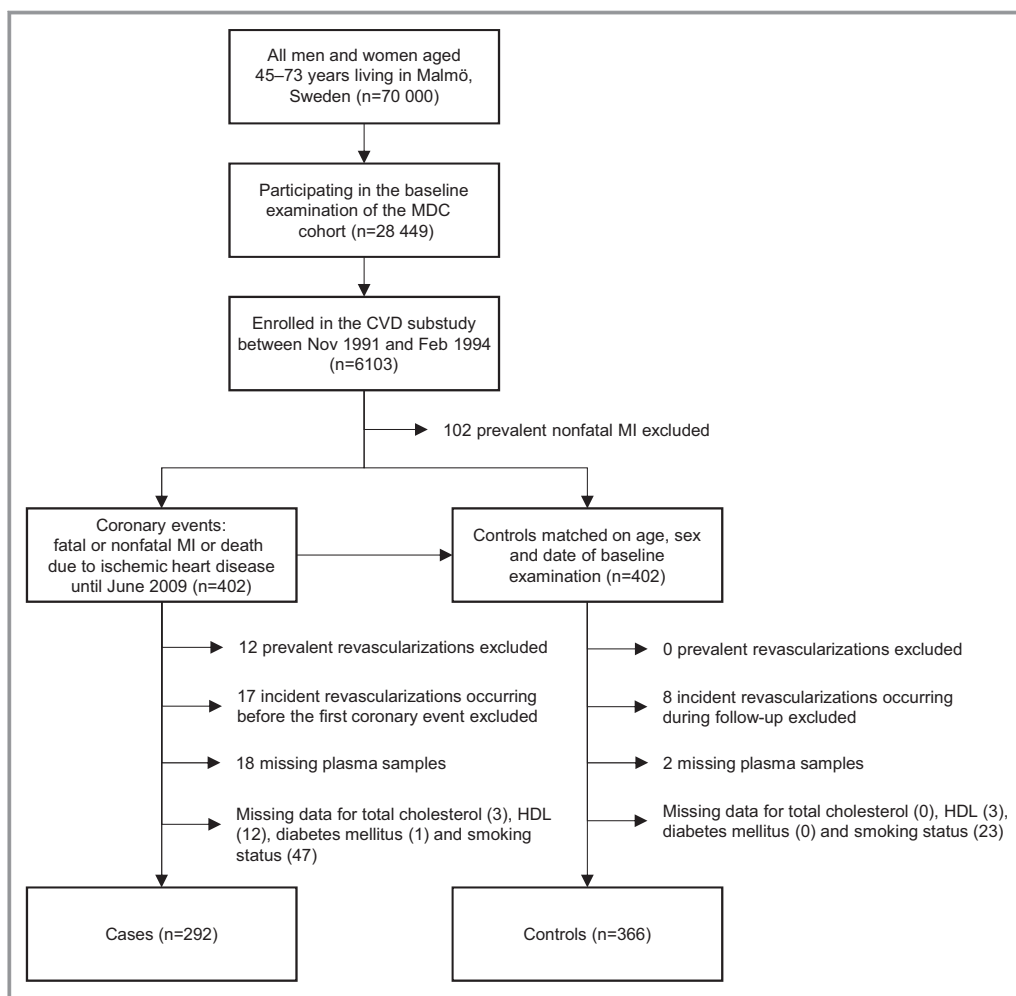 All men and women aged
45–73 years living in Malmö,
Sweden (n=70 000)
Participating in the baseline
examination of the MDC
cohort (n=28 449)
Enrolled in the CVD substudy
between Nov 1991 and Feb 1994
(n=6103)
102 prevalent nonfatal MI excluded
Coronary events:
fatal or nonfatal MI or death
due to ischemic heart disease
until June 2009 (n=402)
Controls matched on age, sex
and date of baseline
examination (n=402)
12 prevalent revascularizations excluded
0 prevalent revascularizations excluded
17 incident revascularizations occurring
before the first coronary event excluded
8 incident revascularizations occurring
during follow-up excluded
18 missing plasma samples
2 missing plasma samples
Missing data for total cholesterol (3), HDL
(12), diabetes mellitus (1) and smoking
status (47)
Missing data for total cholesterol (0), HDL (3),
diabetes mellitus (0) and smoking status (23)
Cases (n=292)
Controls (n=366)